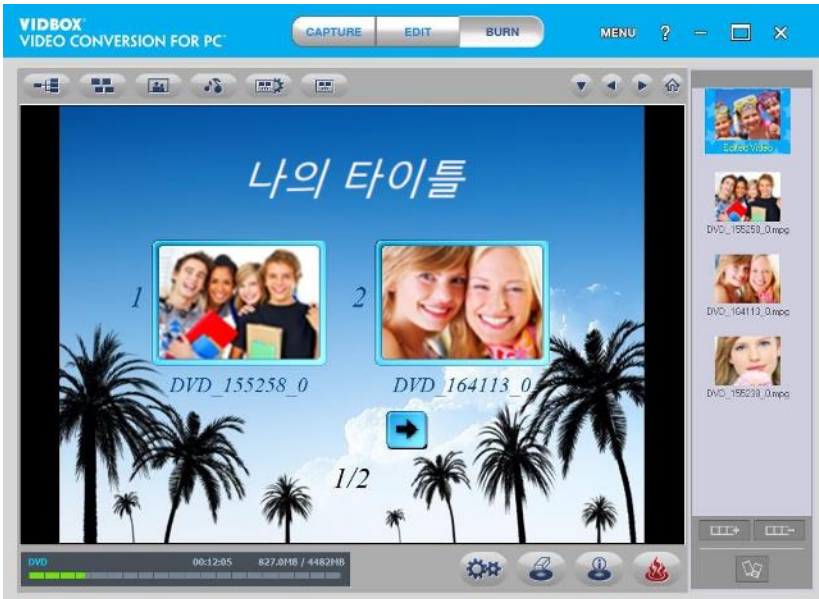 VIDBOX
VIDEO CONVERSION FOR PC
CAPTURE
EDIT
BURN
MENU
?
나의 타이틀
1
2
DVD_155258_0
DVD_164113_0
1/2
Edited Video
DVD_155258_0.mpg
DVD_164113_0.mpg
DVD_155239_0.mpg
DVD
00:12:05
827.0MB / 4482MB